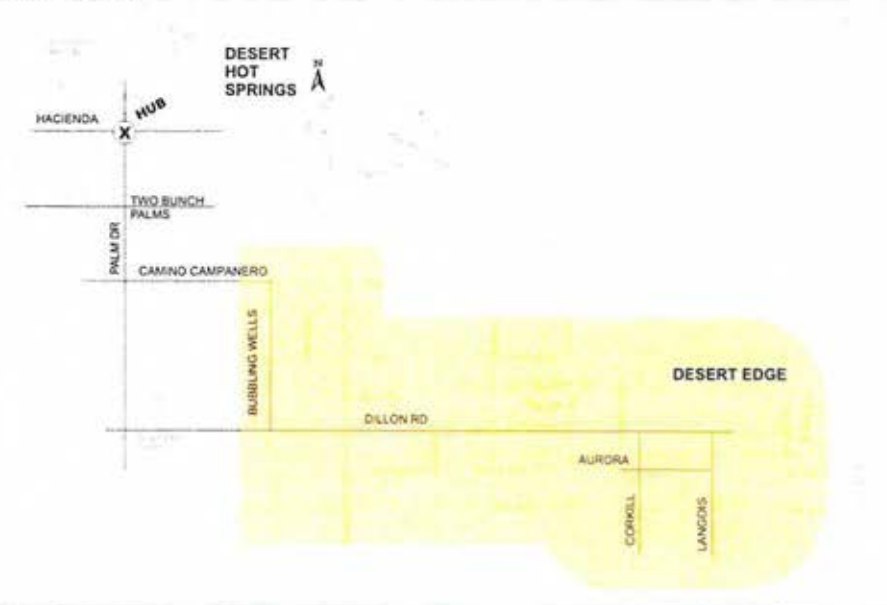 DESERT
HOT
SPRINGS
N
HACIENDA
X
HUB
TWO BUNCH
PALMS
PALM DR
CAMINO CAMPANERO
BUBBLING WELLS
DESERT EDGE
DILLON RD
AURORA
CORKILL
LANGOIS